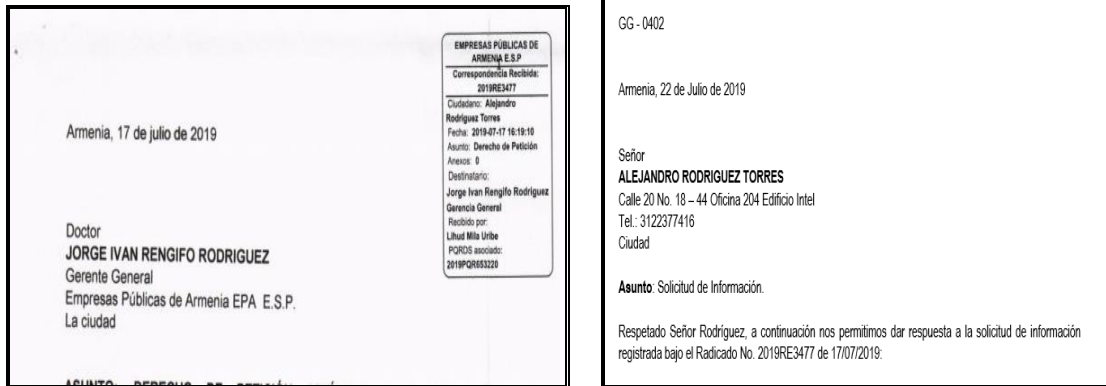 EMPRESAS PÚBLICAS DE
ARMENIA E.S.P
Correspondencia Recibida:
2019RE3477
Ciudadano: Alejandro
Rodriguez Torres
Fecha: 2019-07-17 16:19:10
Asunto: Derecho de Petición
Anexos: 0
Destinatario:
Jorge Ivan Rengifo Rodriguez
Gerencia General
Recibido por:
Lihud Mila Uribe
PQRDS asociado:
2019PQR653220
Armenia, 17 de julio de 2019
Doctor
JORGE IVAN RENGIFO RODRIGUEZ
Gerente General
Empresas Públicas de Armenia EPA E.S.P.
La ciudad
ASUNTO: DERECHO DE PETICIÓN
GG - 0402
Armenia, 22 de Julio de 2019
Señor
ALEJANDRO RODRIGUEZ TORRES
Calle 20 No. 18 – 44 Oficina 204 Edificio Intel
Tel.: 3122377416
Ciudad
Asunto: Solicitud de Información.
Respetado Señor Rodríguez, a continuación nos permitimos dar respuesta a la solicitud de información
registrada bajo el Radicado No. 2019RE3477 de 17/07/2019: